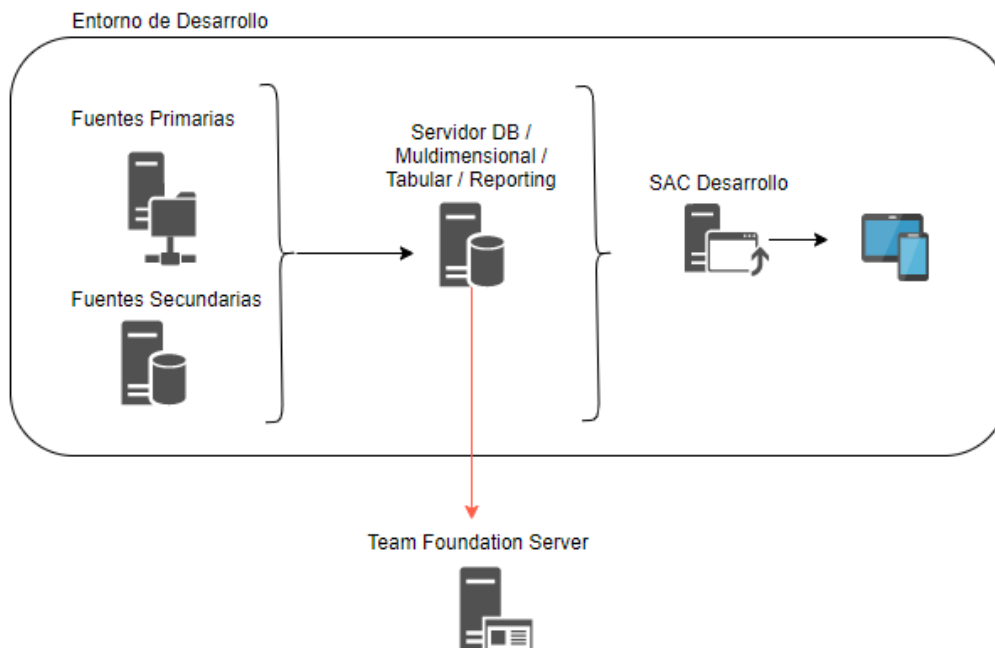 Entorno de Desarrollo
Fuentes Primarias
Servidor DB /
Muldimensional /
Tabular / Reporting
SAC Desarrollo
Fuentes Secundarias
Team Foundation Server